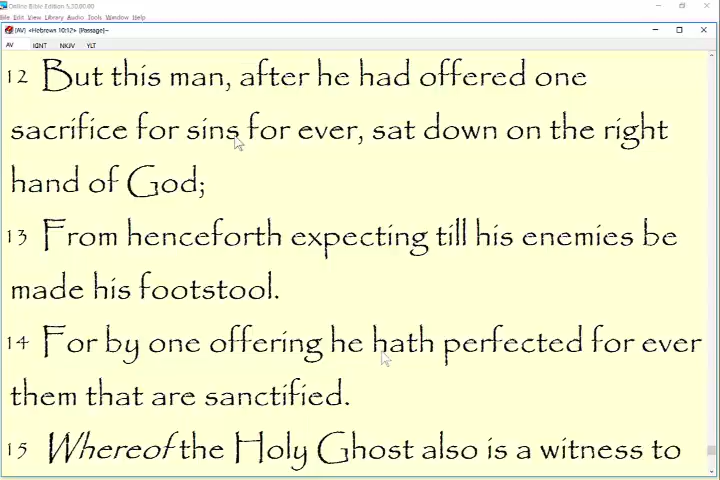 Online Bible Edition 5.30.00.00
File Edit View Library Audio Tools Window Help
[AV] <Hebrews 10:12> [Passage]~
AV IGNT NKJV YLT
12 But this man, after he had offered one
sacrifice for sins for ever, sat down on the right
hand of God;
13 From henceforth expecting till his enemies be
made his footstool.
14 For by one offering he hath perfected for ever
them that are sanctified.
15 Whereof the Holy Ghost also is a witness to